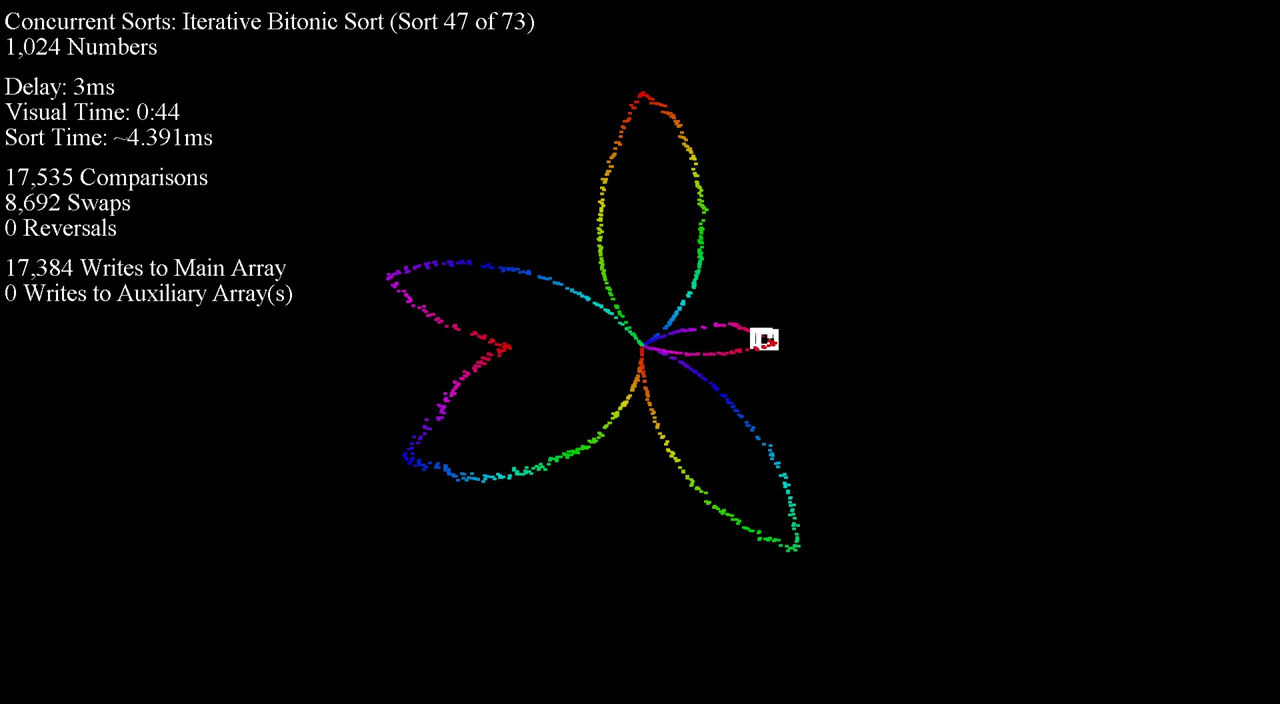 Concurrent Sorts: Iterative Bitonic Sort (Sort 47 of 73)
1,024 Numbers
Delay: 3ms
Visual Time: 0:44
Sort Time: ~4.391ms
17,535 Comparisons
8,692 Swaps
0 Reversals
17,384 Writes to Main Array
0 Writes to Auxiliary Array(s)